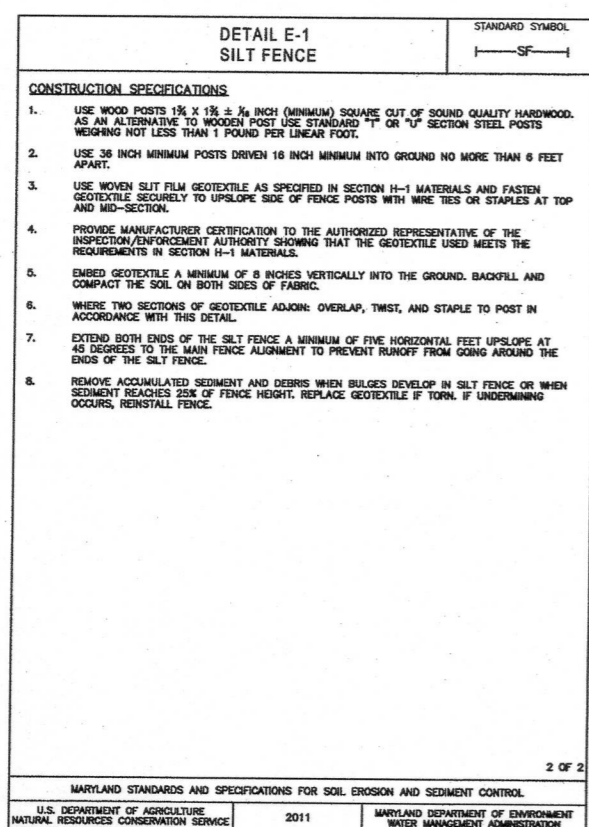 DETAIL E-1
SILT FENCE
STANDARD SYMBOL
SF
CONSTRUCTION SPECIFICATIONS
1. USE WOOD POSTS 1¾ X 1¾ ± 1/16 INCH (MINIMUM) SQUARE CUT OF SOUND QUALITY HARDWOOD.
AS AN ALTERNATIVE TO WOODEN POST USE STANDARD "T" OR "U" SECTION STEEL POSTS
WEIGHING NOT LESS THAN 1 POUND PER LINEAR FOOT.
2. USE 36 INCH MINIMUM POSTS DRIVEN 16 INCH MINIMUM INTO GROUND NO MORE THAN 6 FEET
APART.
3. USE WOVEN SLIT FILM GEOTEXTILE AS SPECIFIED IN SECTION H-1 MATERIALS AND FASTEN
GEOTEXTILE SECURELY TO UPSLOPE SIDE OF FENCE POSTS WITH WIRE TIES OR STAPLES AT TOP
AND MID-SECTION.
4. PROVIDE MANUFACTURER CERTIFICATION TO THE AUTHORIZED REPRESENTATIVE OF THE
INSPECTION/ENFORCEMENT AUTHORITY SHOWING THAT THE GEOTEXTILE USED MEETS THE
REQUIREMENTS IN SECTION H-1 MATERIALS.
5. EMBED GEOTEXTILE A MINIMUM OF 8 INCHES VERTICALLY INTO THE GROUND. BACKFILL AND
COMPACT THE SOIL ON BOTH SIDES OF FABRIC.
6. WHERE TWO SECTIONS OF GEOTEXTILE ADJOIN: OVERLAP, TWIST, AND STAPLE TO POST IN
ACCORDANCE WITH THIS DETAIL.
7. EXTEND BOTH ENDS OF THE SILT FENCE A MINIMUM OF FIVE HORIZONTAL FEET UPSLOPE AT
45 DEGREES TO THE MAIN FENCE ALIGNMENT TO PREVENT RUNOFF FROM GOING AROUND THE
ENDS OF THE SILT FENCE.
8. REMOVE ACCUMULATED SEDIMENT AND DEBRIS WHEN BULGES DEVELOP IN SILT FENCE OR WHEN
SEDIMENT REACHES 25% OF FENCE HEIGHT. REPLACE GEOTEXTILE IF TORN. IF UNDERMINING
OCCURS, REINSTALL FENCE.
2 OF 2
MARYLAND STANDARDS AND SPECIFICATIONS FOR SOIL EROSION AND SEDIMENT CONTROL
U.S. DEPARTMENT OF AGRICULTURE
NATURAL RESOURCES CONSERVATION SERVICE
2011
MARYLAND DEPARTMENT OF ENVIRONMENT
WATER MANAGEMENT ADMINISTRATION